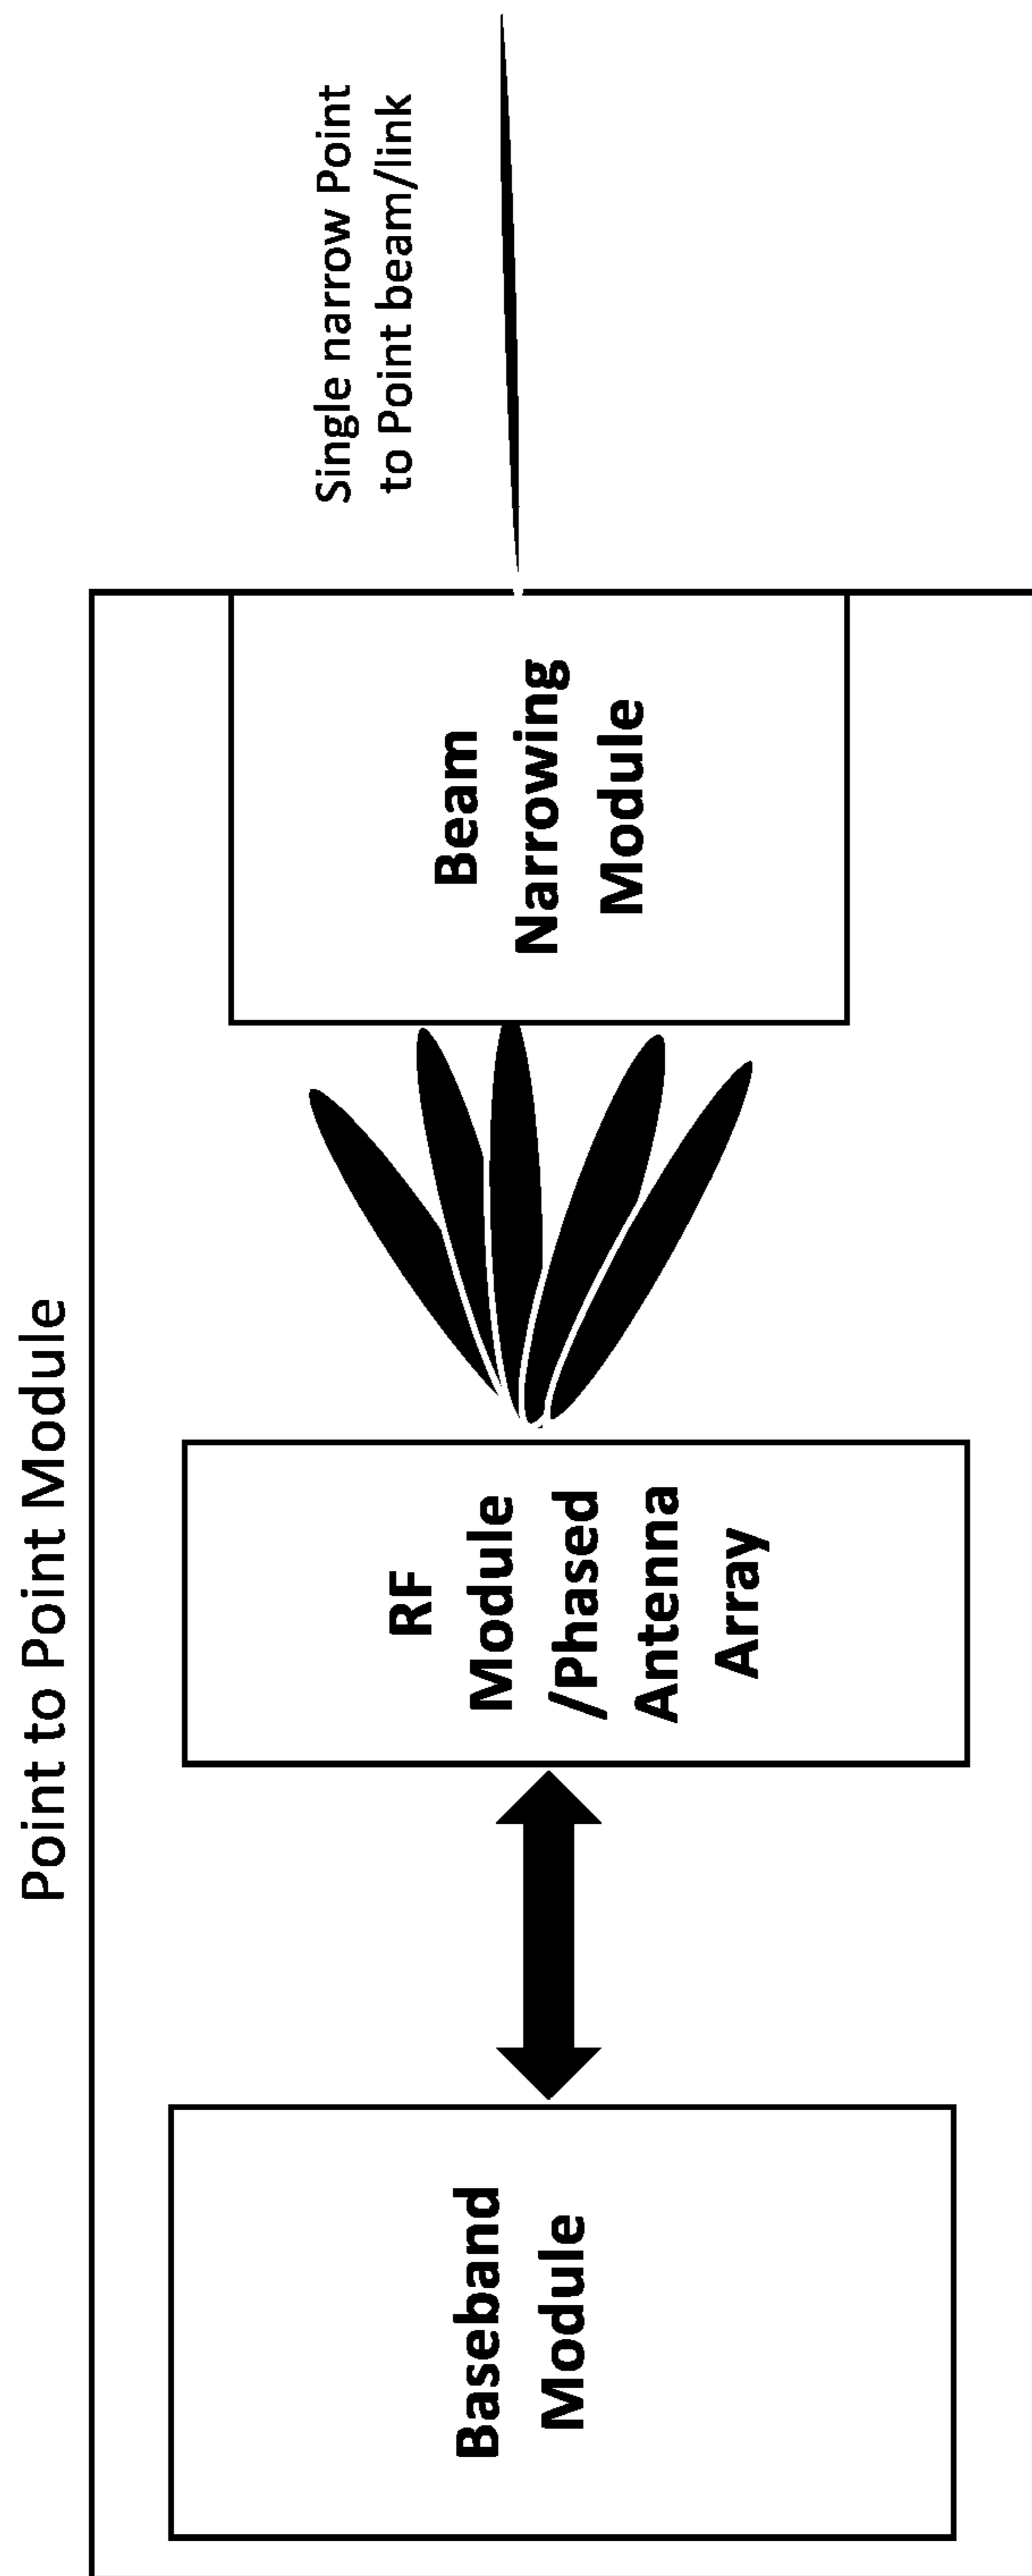 Point to Point Module
Baseband
Module
RF
Module
/Phased
Antenna
Array
Beam
Narrowing
Module
Single narrow Point
to Point beam/link